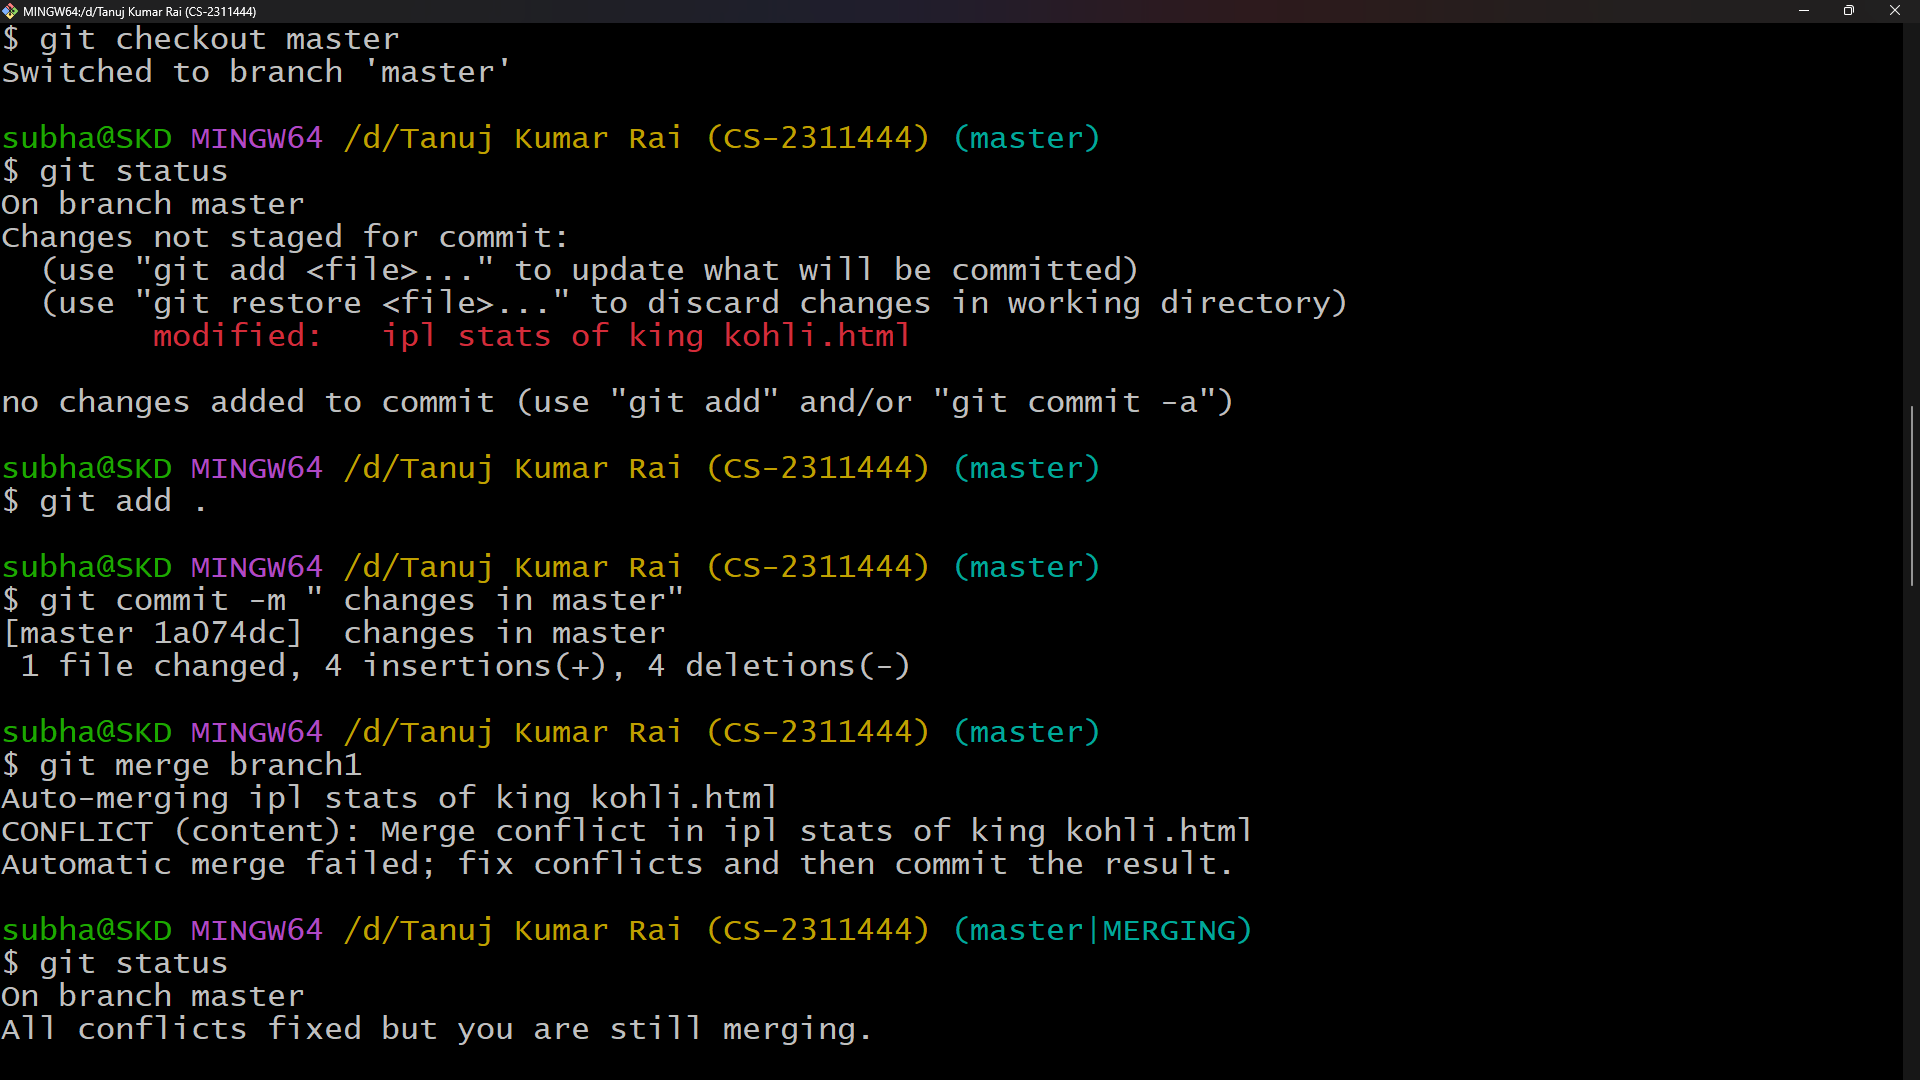 MINGW64:/d/Tanuj Kumar Rai (CS-2311444)
$ git checkout master
Switched to branch 'master'
subha@SKD MINGW64 /d/Tanuj Kumar Rai (CS-2311444) (master)
$ git status
On branch master
Changes not staged for commit:
  (use "git add <file>..." to update what will be committed)
  (use "git restore <file>..." to discard changes in working directory)
        modified:   ipl stats of king kohli.html
no changes added to commit (use "git add" and/or "git commit -a")
subha@SKD MINGW64 /d/Tanuj Kumar Rai (CS-2311444) (master)
$ git add .
subha@SKD MINGW64 /d/Tanuj Kumar Rai (CS-2311444) (master)
$ git commit -m " changes in master"
[master 1a074dc]  changes in master
 1 file changed, 4 insertions(+), 4 deletions(-)
subha@SKD MINGW64 /d/Tanuj Kumar Rai (CS-2311444) (master)
$ git merge branch1
Auto-merging ipl stats of king kohli.html
CONFLICT (content): Merge conflict in ipl stats of king kohli.html
Automatic merge failed; fix conflicts and then commit the result.
subha@SKD MINGW64 /d/Tanuj Kumar Rai (CS-2311444) (master|MERGING)
$ git status
On branch master
All conflicts fixed but you are still merging.